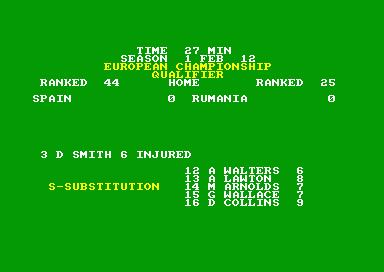 TIME 27 MIN
SEASON 1 FEB 12
EUROPEAN CHAMPIONSHIP
QUALIFIER
RANKED 44 HOME RANKED 25
SPAIN 0 RUMANIA 0
3 D SMITH 6 INJURED
12 A WALTERS 6
13 A LAWTON 8
S-SUBSTITUTION 14 M ARNOLDS 7
15 G WALLACE 7
16 D COLLINS 9